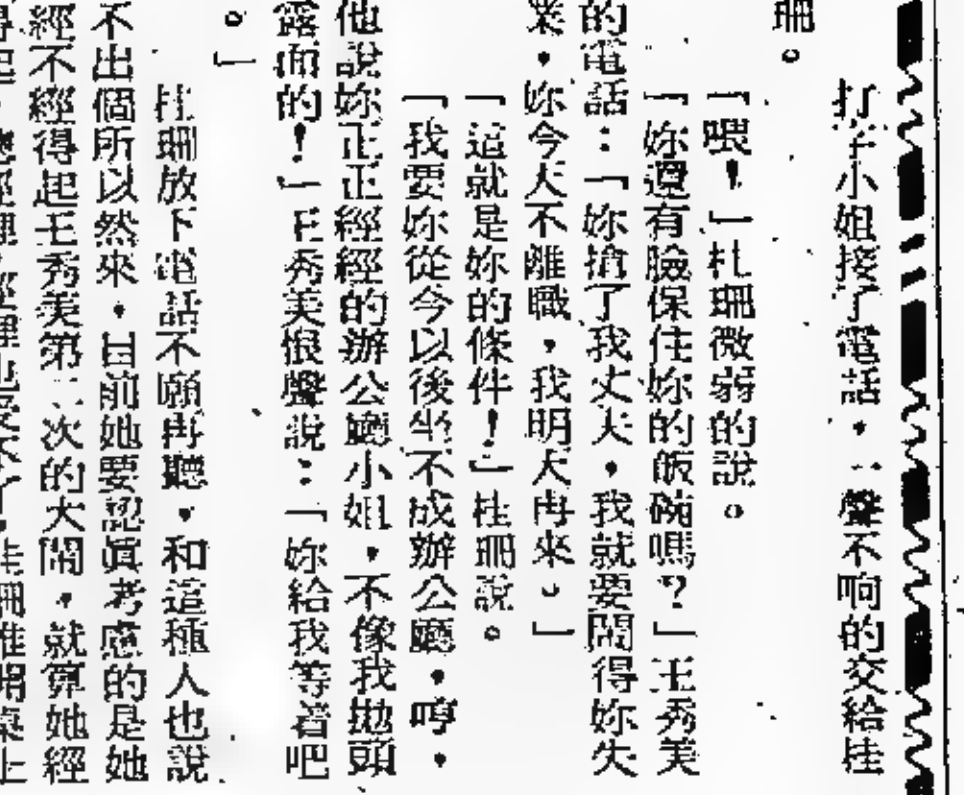 打字小姐接了電話，一聲不响的交給桂
珊。
「喂！」杜珊微弱的說。
「妳還有臉保住妳的飯碗嗎？」王秀美
的電話：「妳搶了我丈夫，我就要鬧得妳失
業，妳今天不離職，我明天再來。」
「這就是妳的條件！」桂珊說。
「我要妳從今以後坐不成辦公廳，哼，
他說妳正正經經的辦公廳小姐，不像我拋頭
露面的！」王秀美恨聲說：「妳給我等着吧
。」
桂珊放下電話不願再聽，和這種人也說
不出個所以然來，目前她要認眞考慮的是她
經不經得起王秀美第二次的大鬧，就算她經